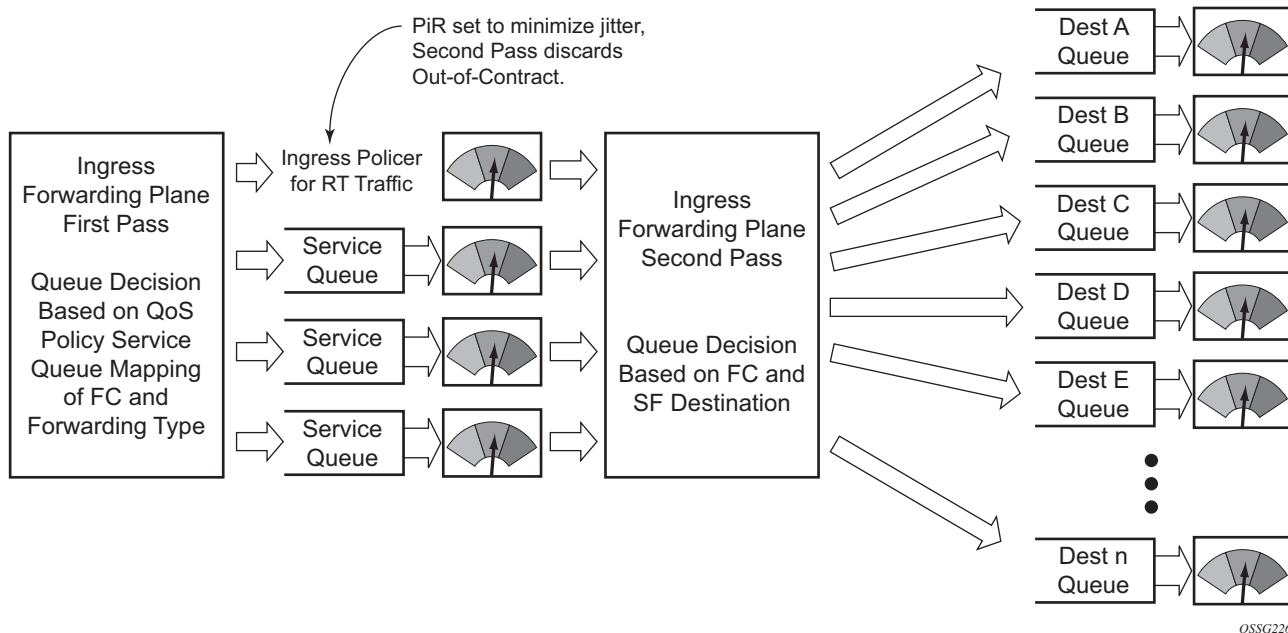 PiR set to minimize jitter,
Second Pass discards
Out-of-Contract.
Ingress
Forwarding Plane
First Pass
Queue Decision
Based on QoS
Policy Service
Queue Mapping
of FC and
Forwarding Type
Ingress Policer
for RT Traffic
Service
Queue
Service
Queue
Service
Queue
Ingress
Forwarding Plane
Second Pass
Queue Decision
Based on FC and
SF Destination
Dest A
Queue
Dest B
Queue
Dest C
Queue
Dest D
Queue
Dest E
Queue
Dest n
Queue